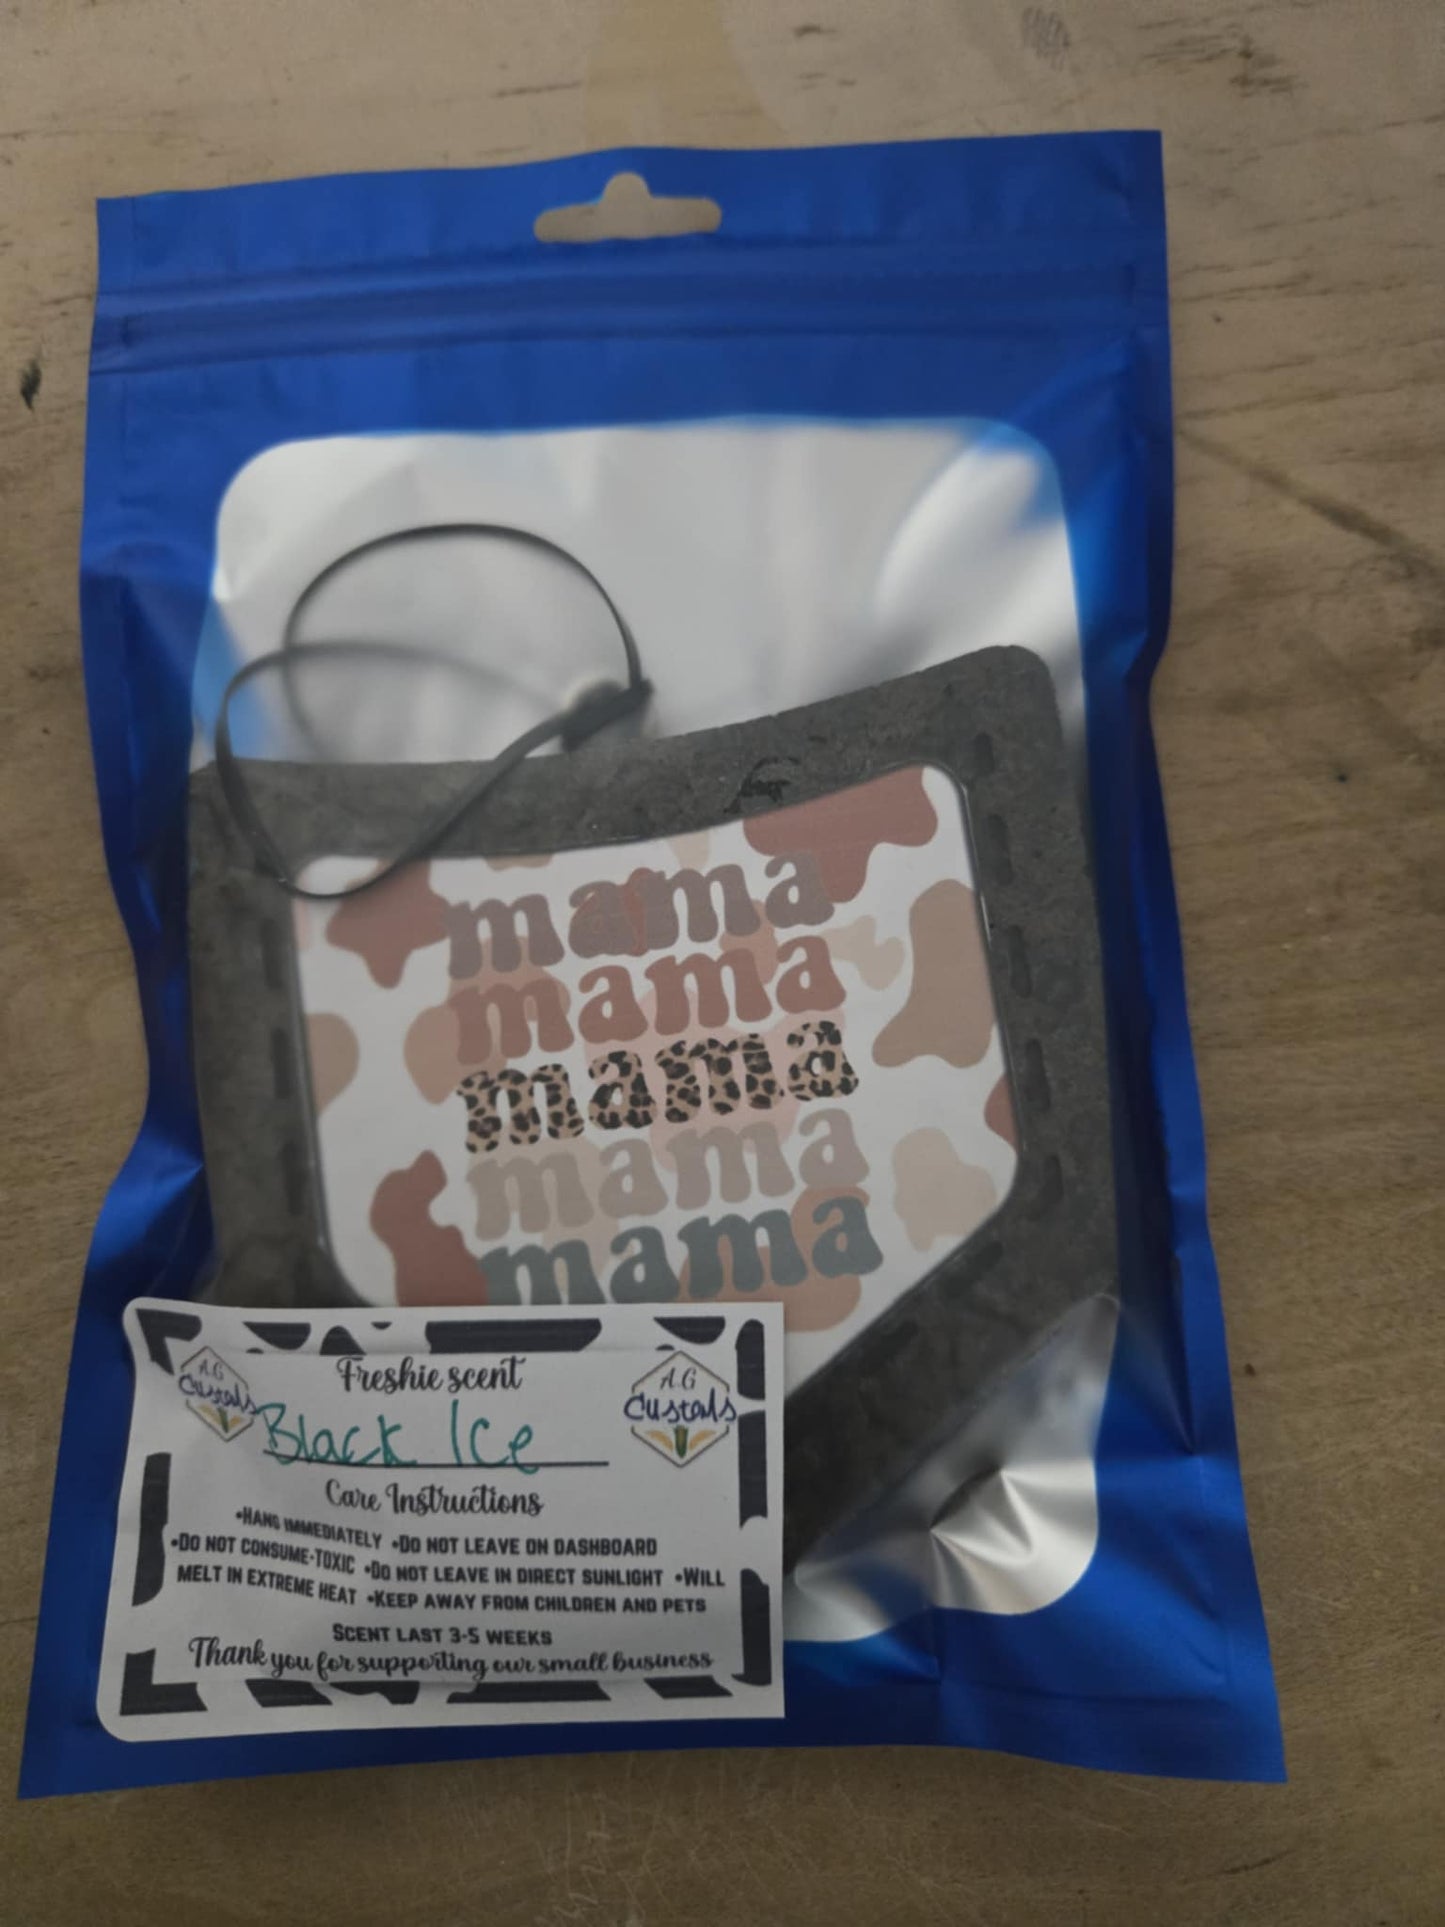 mama
mama
mama
mama
mama
Freshie scent
A.G
Customs
Black Ice
A.G
Customs
Care Instructions
•HANG IMMEDIATELY •DO NOT LEAVE ON DASHBOARD
•DO NOT CONSUME-TOXIC •DO NOT LEAVE IN DIRECT SUNLIGHT •WILL
MELT IN EXTREME HEAT •KEEP AWAY FROM CHILDREN AND PETS
SCENT LAST 3-5 WEEKS
Thank you for supporting our small business